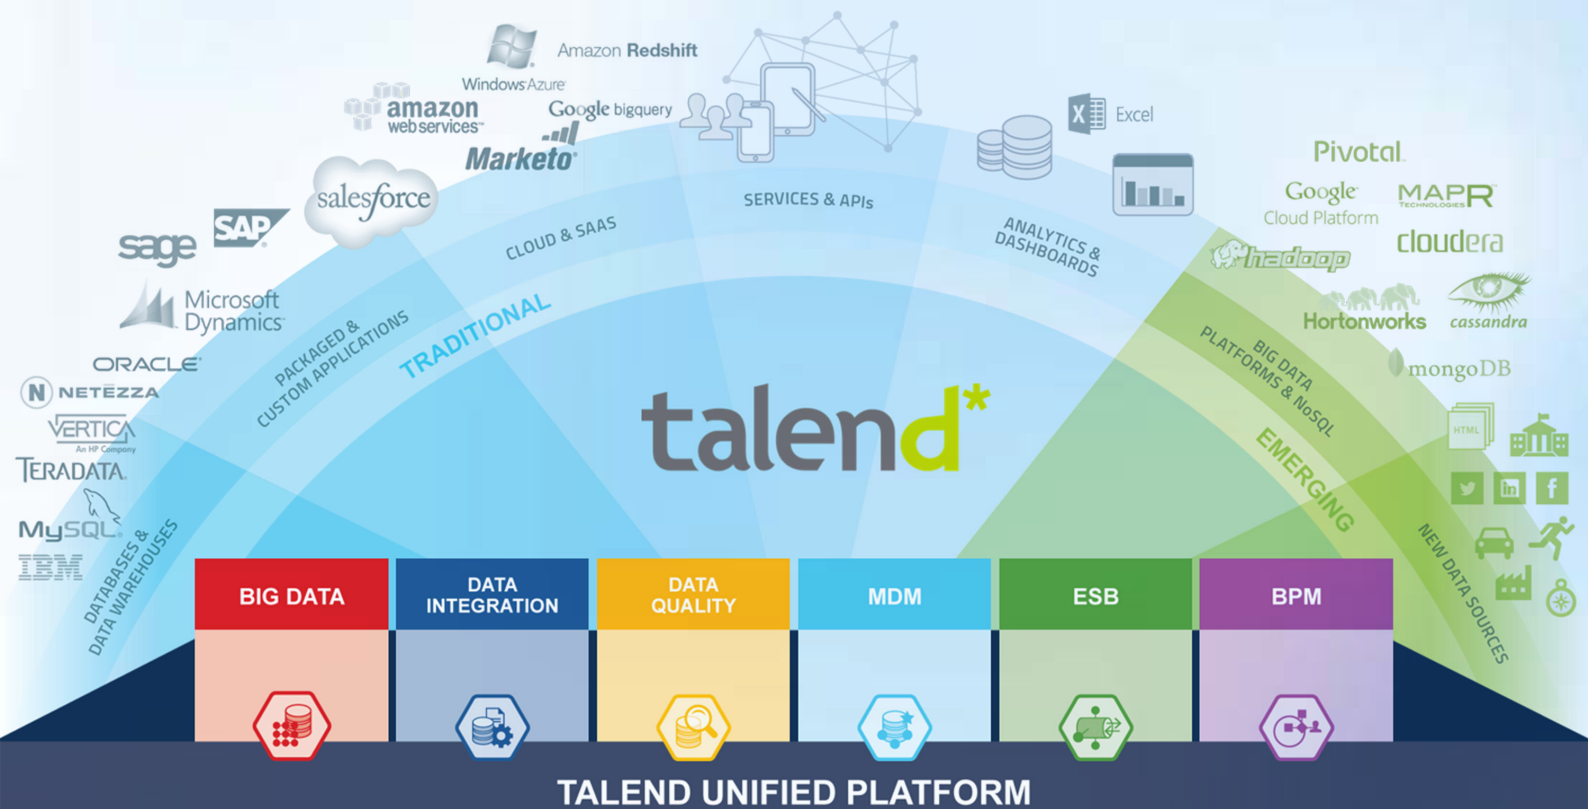 Windows Azure
Amazon Redshift
amazon
webservices™
Google bigquery
Marketo
salesforce
SAP
sage
Microsoft
Dynamics
ORACLE
N NETEZZA
VERTICA
An HP Company
TERADATA
MySQL
IBM
DATABASES &
DATA WAREHOUSES
PACKAGED &
CUSTOM APPLICATIONS
CLOUD & SAAS
TRADITIONAL
SERVICES & APIs
ANALYTICS &
DASHBOARDS
X Excel
Pivotal
Google
Cloud Platform
MAPR
TECHNOLOGIES
hadoop
cloudera
Hortonworks
cassandra
mongoDB
BIG DATA
PLATFORMS & NoSQL
EMERGING
HTML
in f
NEW DATA SOURCES
talend*
BIG DATA
DATA
INTEGRATION
DATA
QUALITY
MDM
ESB
BPM
TALEND UNIFIED PLATFORM